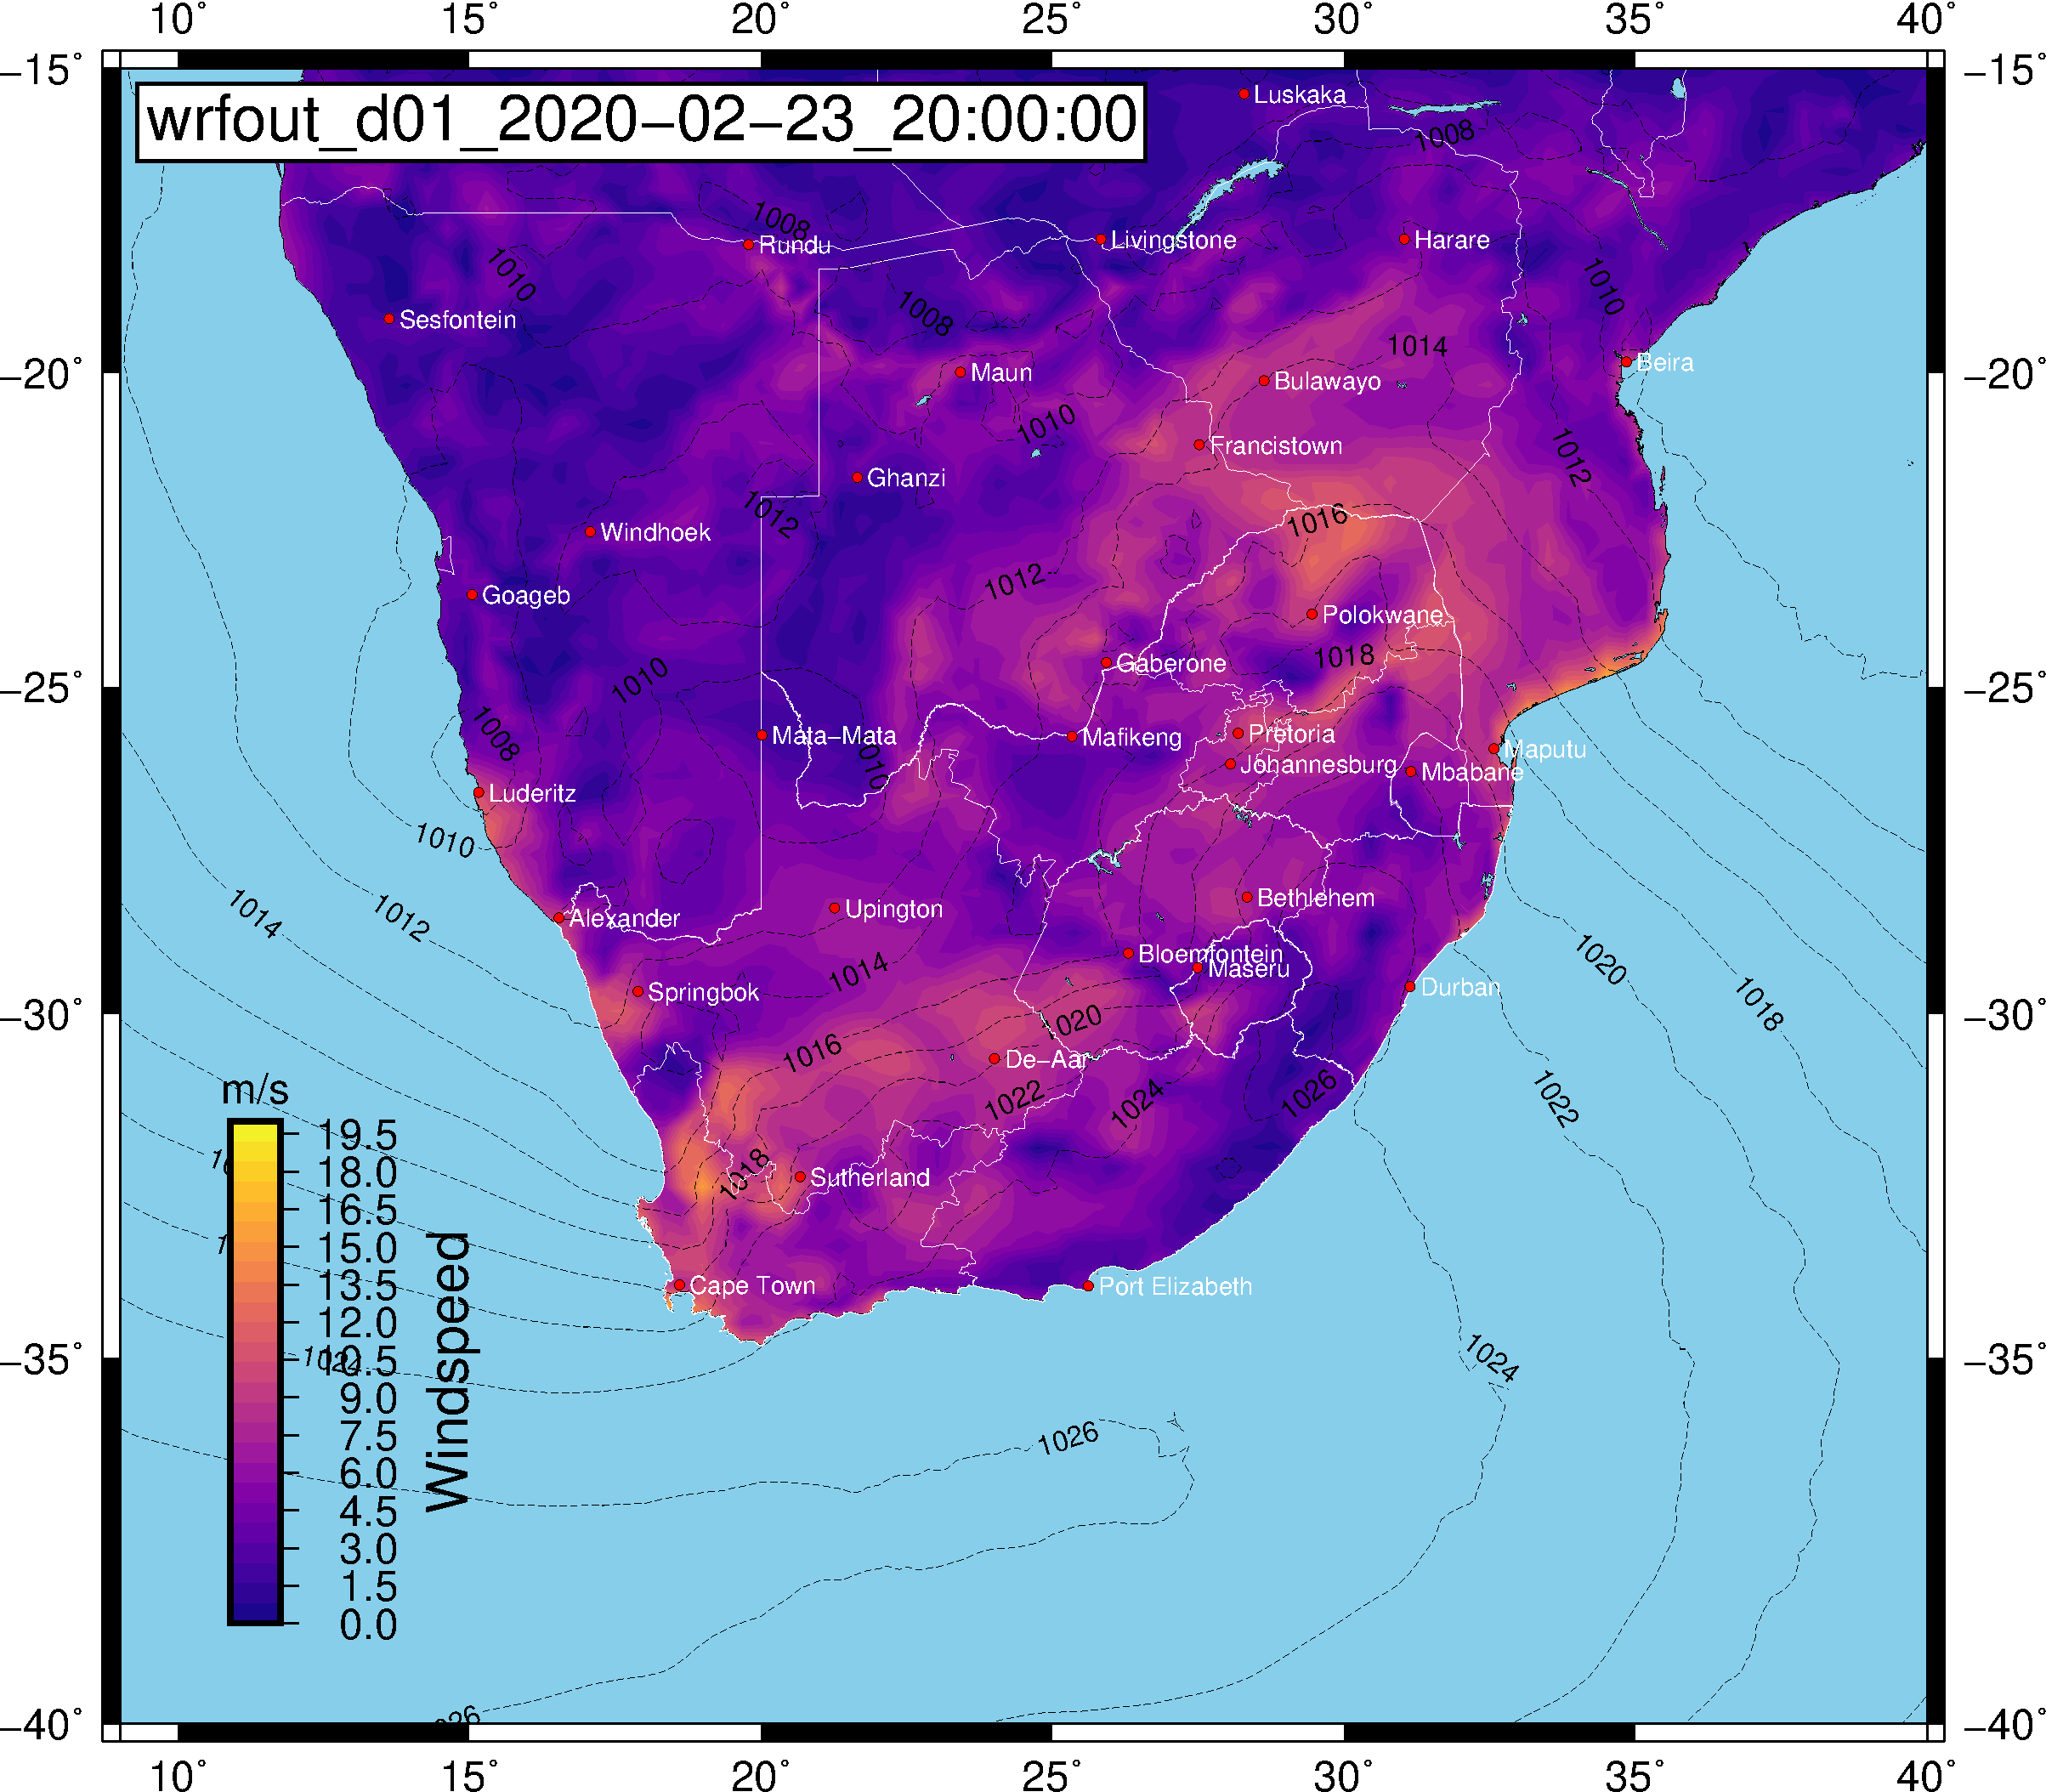 10° 15° 20° 25° 30° 35° 40°
−15° −15°
wrfout_d01_2020−02−23_20:00:00
Luskaka
1008
1008
Rundu
Livingstone
Harare
1010
1010
1008
Sesfontein
1014
Beira
Maun
Bulawayo
1010
Francistown
1012
−20° −20°
Ghanzi
1012
1016
Windhoek
1012
Goageb
Polokwane
Gaberone
1018
1010
−25° −25°
1008
Mata−Mata
1010
Mafikeng
Pretoria
Maputu
Johannesburg
Mbabane
Luderitz
1010
1014
1012
Alexander
Upington
Bethlehem
Bloemfontein
Maseru
1014
Springbok
Durban
1020
1018
−30° −30°
1020
1016
De−Aar
1022
1024
1026
1022
m/s
19.5
18.0
16.5
15.0
13.5
12.0
10.5
9.0
7.5
6.0
4.5
3.0
1.5
0.0
Windspeed
1018
Sutherland
Cape Town
Port Elizabeth
1024
1024
−35° −35°
1026
−40° −40°
10° 15° 20° 25° 30° 35° 40°